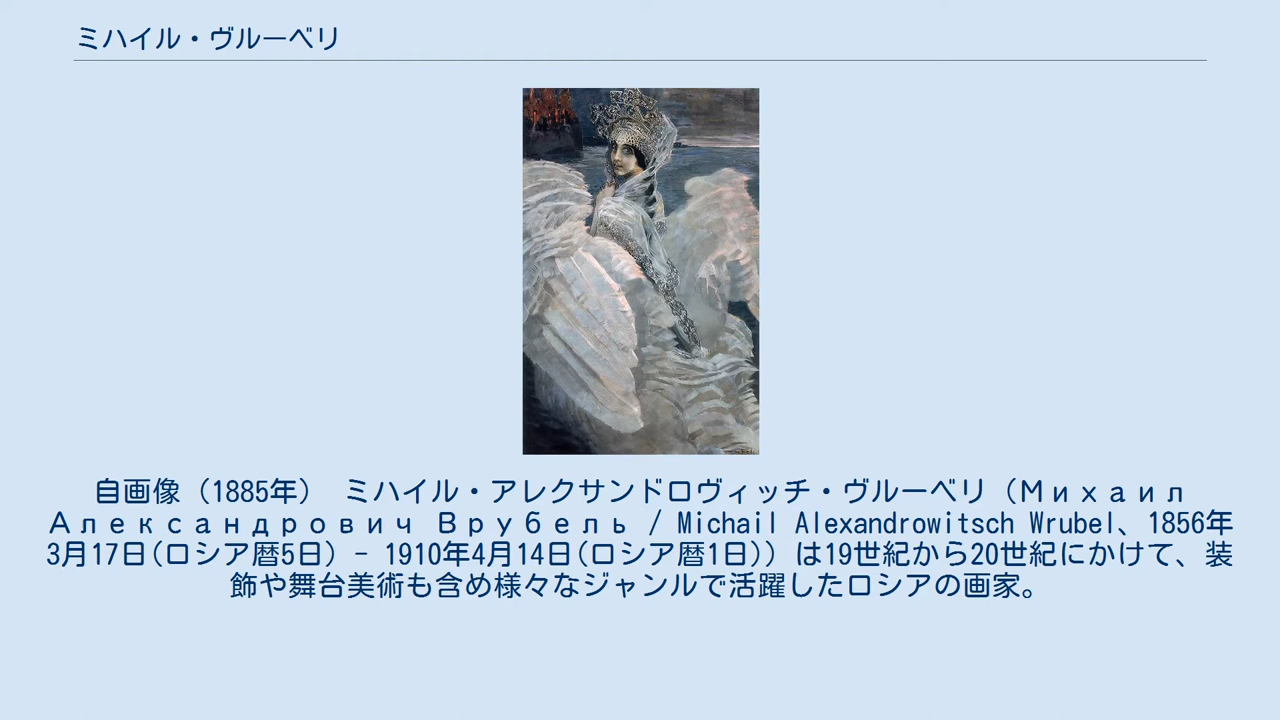 ミハイル・ヴルーベリ
自画像（1885年） ミハイル・アレクサンドロヴィッチ・ヴルーベリ（Михаил
Александрович Врубель / Michail Alexandrowitsch Wrubel、1856年
3月17日(ロシア暦5日) - 1910年4月14日(ロシア暦1日)）は19世紀から20世紀にかけて、装
飾や舞台美術も含め様々なジャンルで活躍したロシアの画家。